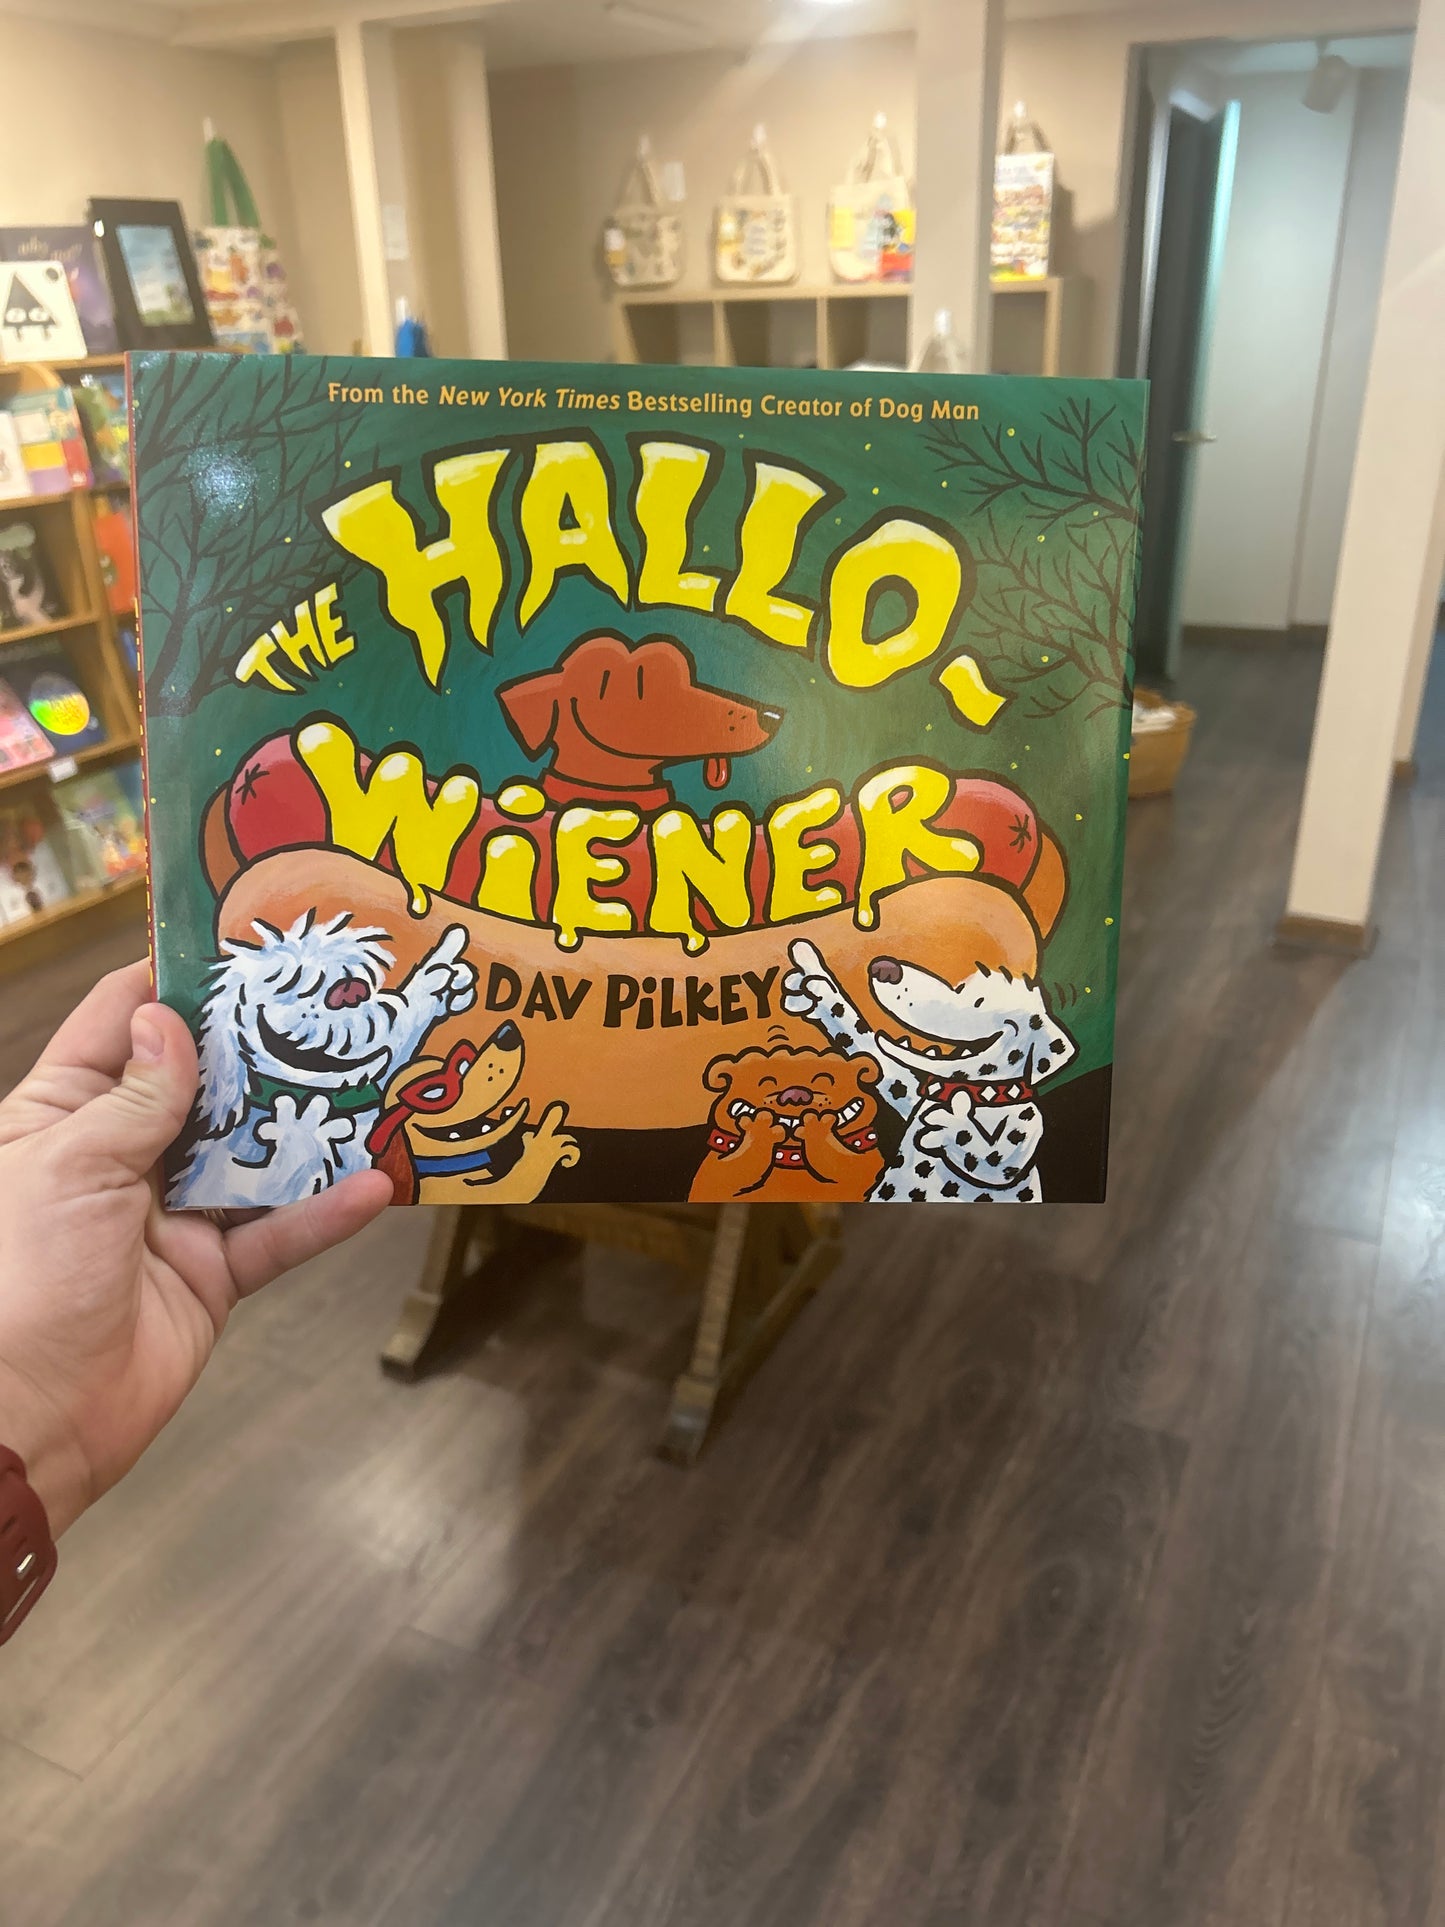 From the New York Times Bestselling Creator of Dog Man
THE HALLO-
WiENER
DAV PiLKEY